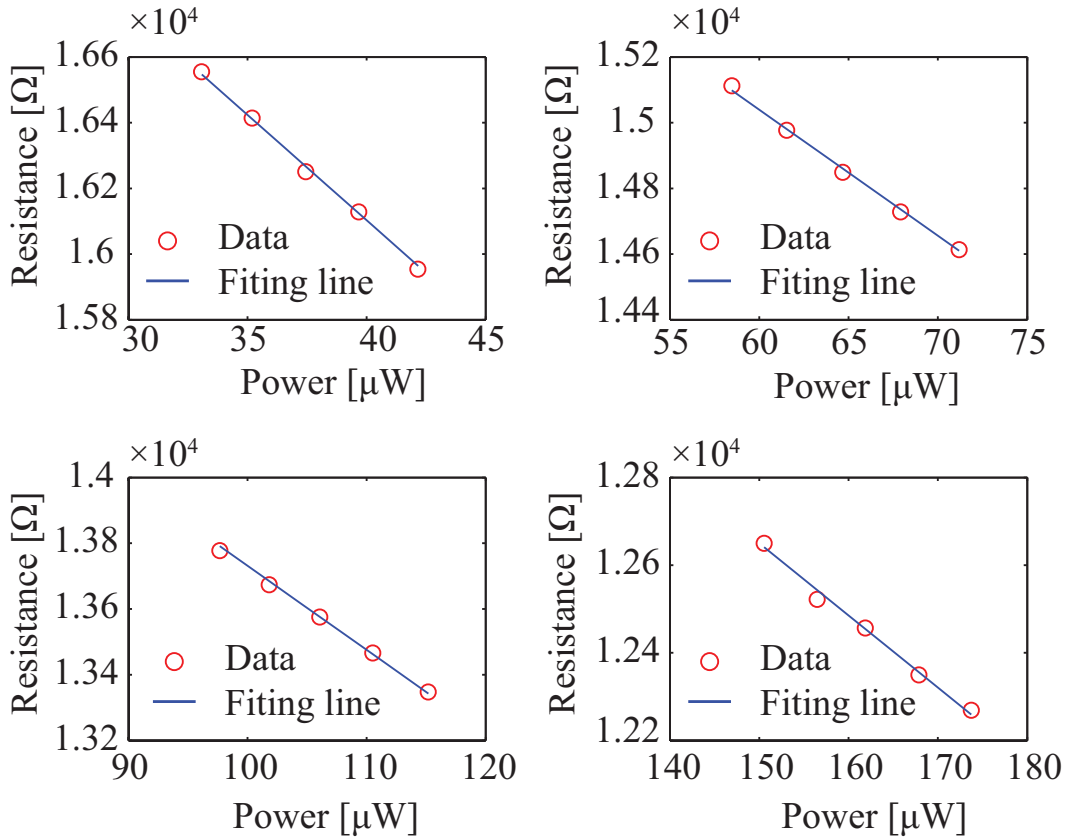 ×10⁴
1.66
1.64
1.62
1.6
1.58
Resistance [Ω]
Data
Fiting line
30 35 40 45
Power [μW]
×10⁴
1.52
1.5
1.48
1.46
1.44
Resistance [Ω]
Data
Fiting line
55 60 65 70 75
Power [μW]
×10⁴
1.4
1.38
1.36
1.34
1.32
Resistance [Ω]
Data
Fiting line
90 100 110 120
Power [μW]
×10⁴
1.28
1.26
1.24
1.22
Resistance [Ω]
Data
Fiting line
140 150 160 170 180
Power [μW]